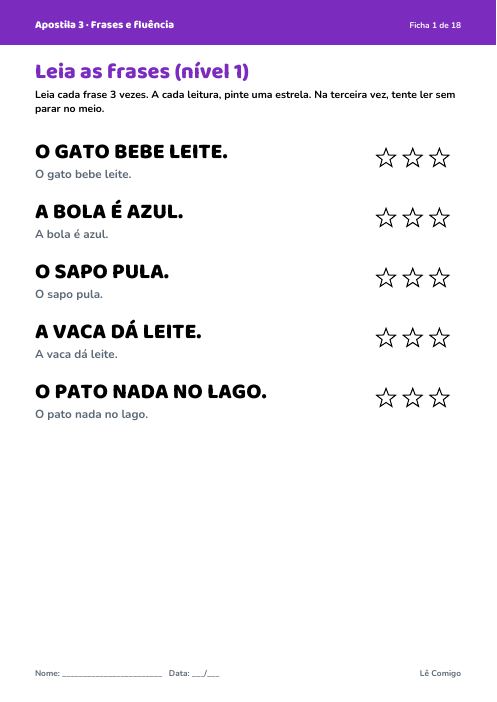 Apostila 3 · Frases e fluência
Ficha 1 de 18
Leia as frases (nível 1)
Leia cada frase 3 vezes. A cada leitura, pinte uma estrela. Na terceira vez, tente ler sem
parar no meio.
O GATO BEBE LEITE.
O gato bebe leite.
A BOLA É AZUL.
A bola é azul.
O SAPO PULA.
O sapo pula.
A VACA DÁ LEITE.
A vaca dá leite.
O PATO NADA NO LAGO.
O pato nada no lago.
Nome: ________________________ Data: ___/___
Lê Comigo